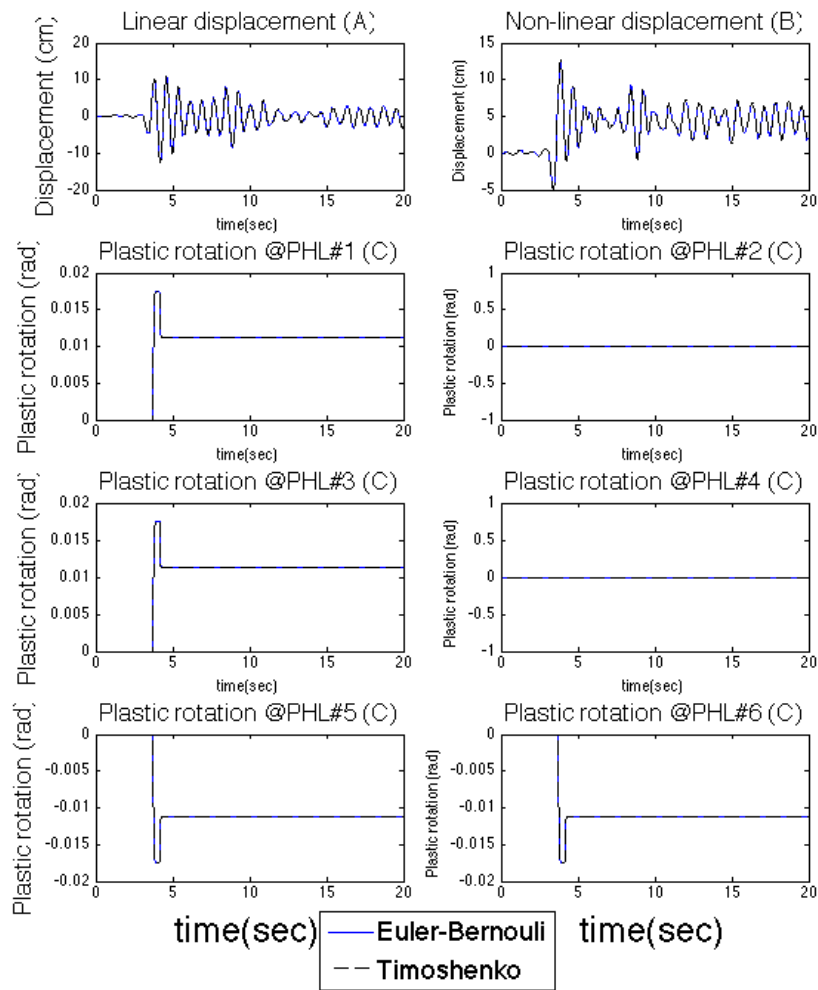 Linear displacement (A)
Displacement (cm)
20
10
0
-10
-20
0 5 10 15 20
time(sec)
Non-linear displacement (B)
Displacement (cm)
15
10
5
0
-5
0 5 10 15 20
time(sec)
Plastic rotation @PHL#1 (C)
Plastic rotation (rad)
0.02
0.015
0.01
0.005
0
0 5 10 15 20
time(sec)
Plastic rotation @PHL#2 (C)
Plastic rotation (rad)
1
0.5
0
-0.5
-1
0 5 10 15 20
time(sec)
Plastic rotation @PHL#3 (C)
Plastic rotation (rad)
0.02
0.015
0.01
0.005
0
0 5 10 15 20
time(sec)
Plastic rotation @PHL#4 (C)
Plastic rotation (rad)
1
0.5
0
-0.5
-1
0 5 10 15 20
time(sec)
Plastic rotation @PHL#5 (C)
Plastic rotation (rad)
0
-0.005
-0.01
-0.015
-0.02
0 5 10 15 20
time(sec)
Plastic rotation @PHL#6 (C)
Plastic rotation (rad)
0
-0.005
-0.01
-0.015
-0.02
0 5 10 15 20
time(sec)
Euler-Bernouli
Timoshenko